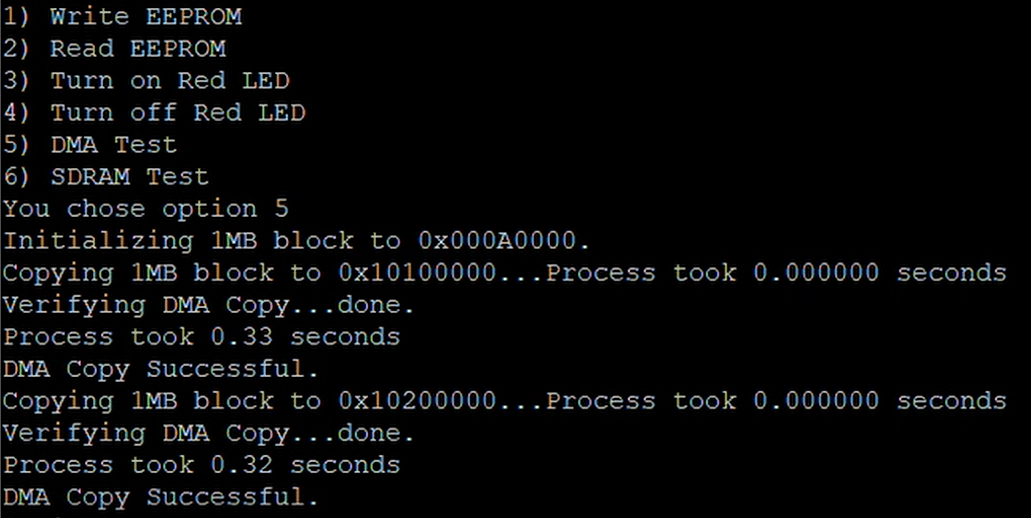 1) Write EEPROM
2) Read EEPROM
3) Turn on Red LED
4) Turn off Red LED
5) DMA Test
6) SDRAM Test
You chose option 5
Initializing 1MB block to 0x000A0000.
Copying 1MB block to 0x10100000...Process took 0.000000 seconds
Verifying DMA Copy...done.
Process took 0.33 seconds
DMA Copy Successful.
Copying 1MB block to 0x10200000...Process took 0.000000 seconds
Verifying DMA Copy...done.
Process took 0.32 seconds
DMA Copy Successful.